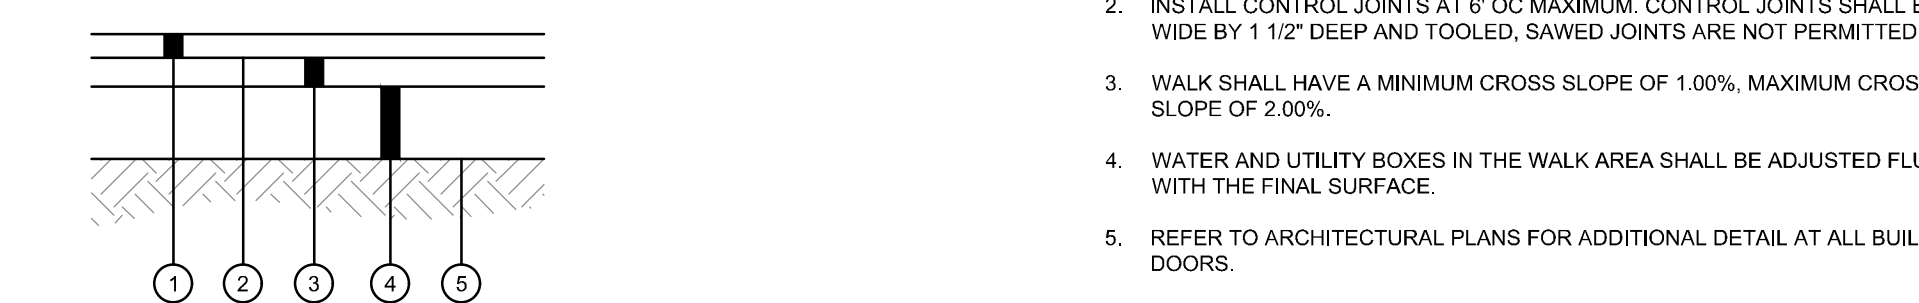 2. INSTALL CONTROL JOINTS AT 6' OC MAXIMUM. CONTROL JOINTS SHALL
WIDE BY 1 1/2" DEEP AND TOOLED, SAWED JOINTS ARE NOT PERMITTED
3. WALK SHALL HAVE A MINIMUM CROSS SLOPE OF 1.00%, MAXIMUM CROS
SLOPE OF 2.00%.
4. WATER AND UTILITY BOXES IN THE WALK AREA SHALL BE ADJUSTED FLU
WITH THE FINAL SURFACE.
5. REFER TO ARCHITECTURAL PLANS FOR ADDITIONAL DETAIL AT ALL BUIL
DOORS.
1 2 3 4 5